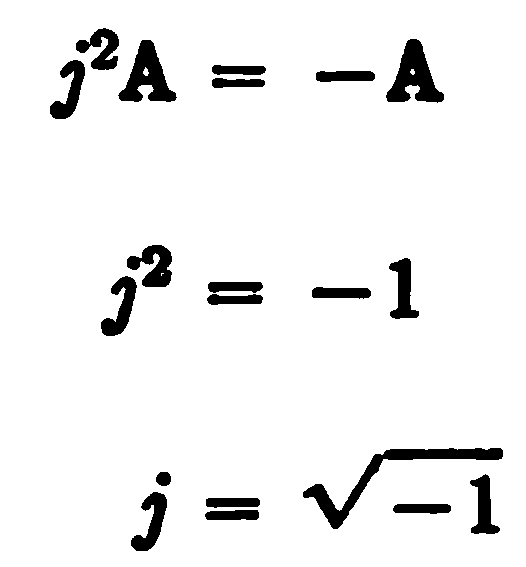 j²A = −A
j² = −1
j = √−1